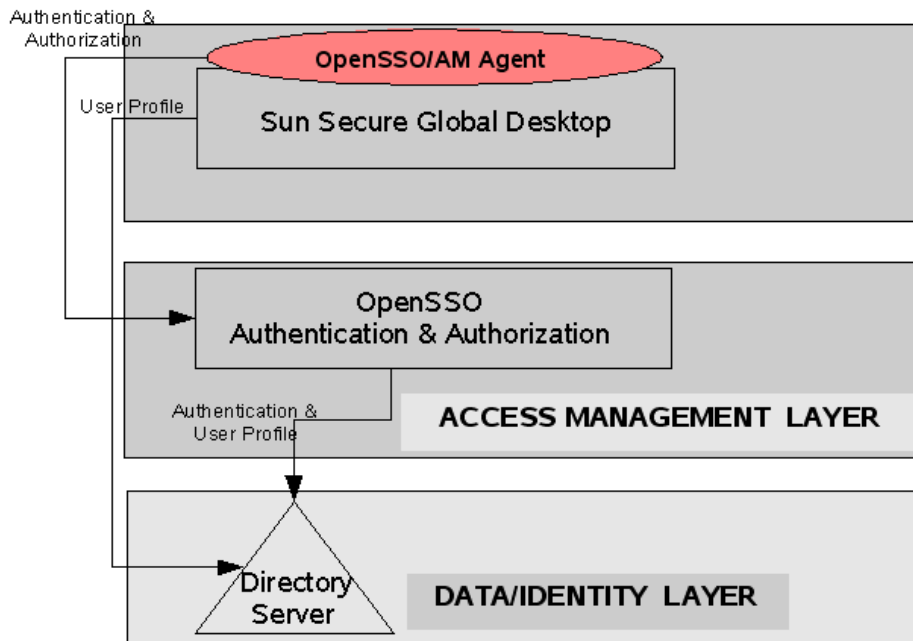 Authentication &
Authorization
OpenSSO/AM Agent
User Profile
Sun Secure Global Desktop
OpenSSO
Authentication & Authorization
Authentication &
User Profile
ACCESS MANAGEMENT LAYER
Directory
Server
DATA/IDENTITY LAYER